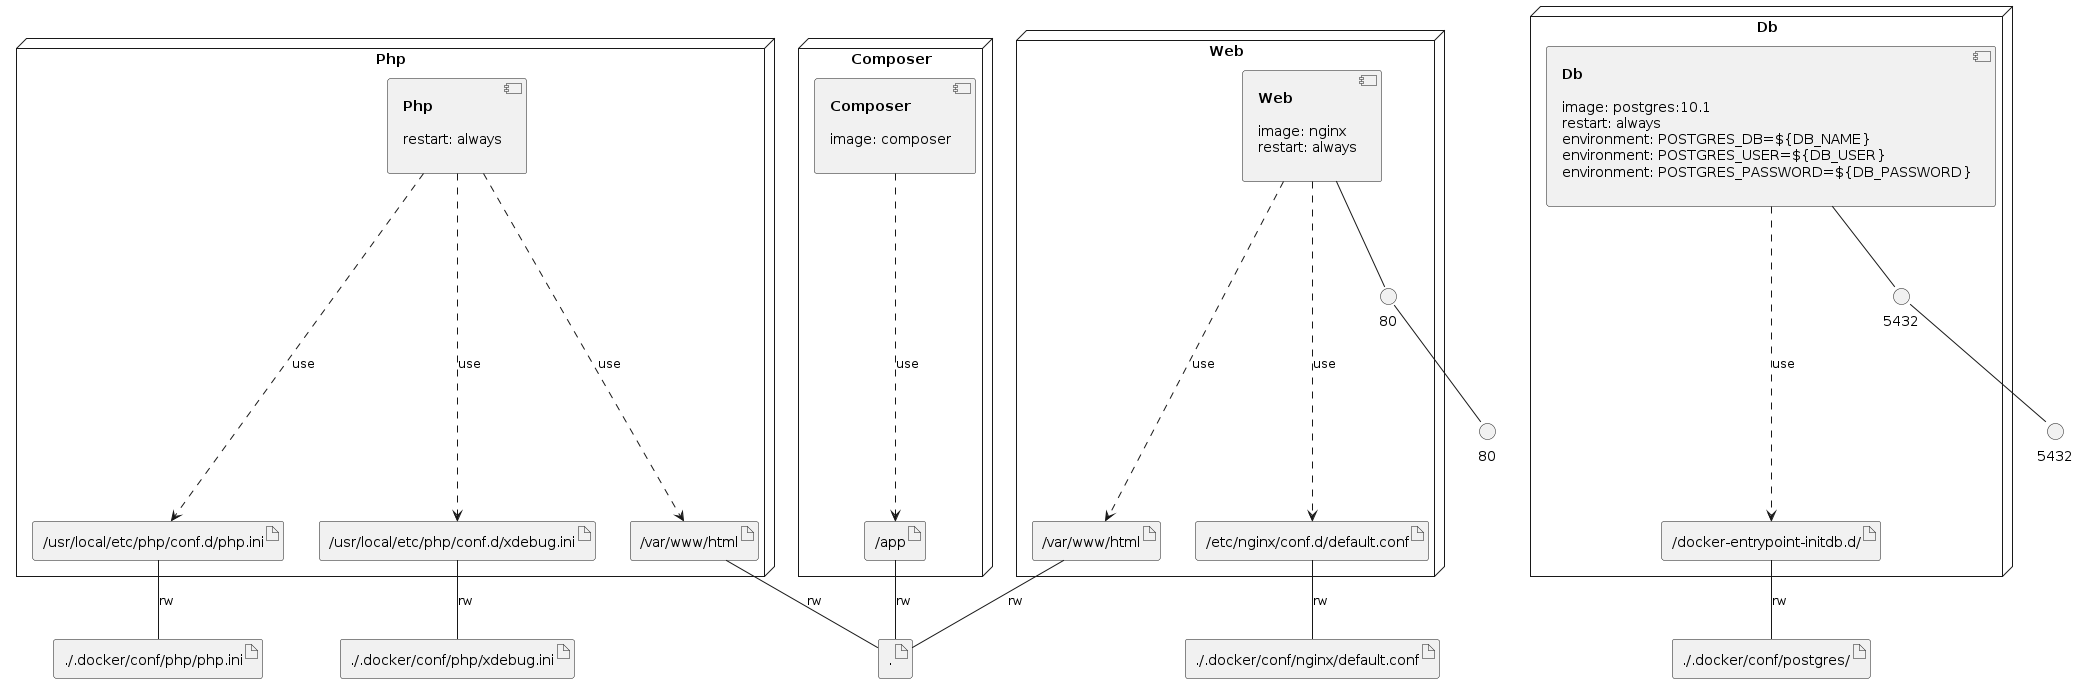 Php
Php
restart: always
use
use
use
/usr/local/etc/php/conf.d/php.ini
/usr/local/etc/php/conf.d/xdebug.ini
/var/www/html
rw
rw
rw
./.docker/conf/php/php.ini
./.docker/conf/php/xdebug.ini
Composer
Composer
image: composer
use
/app
rw
.
Web
Web
image: nginx
restart: always
80
use
use
80
/var/www/html
/etc/nginx/conf.d/default.conf
rw
rw
./.docker/conf/nginx/default.conf
Db
Db
image: postgres:10.1
restart: always
environment: POSTGRES_DB=${DB_NAME}
environment: POSTGRES_USER=${DB_USER}
environment: POSTGRES_PASSWORD=${DB_PASSWORD}
5432
use
5432
/docker-entrypoint-initdb.d/
rw
./.docker/conf/postgres/